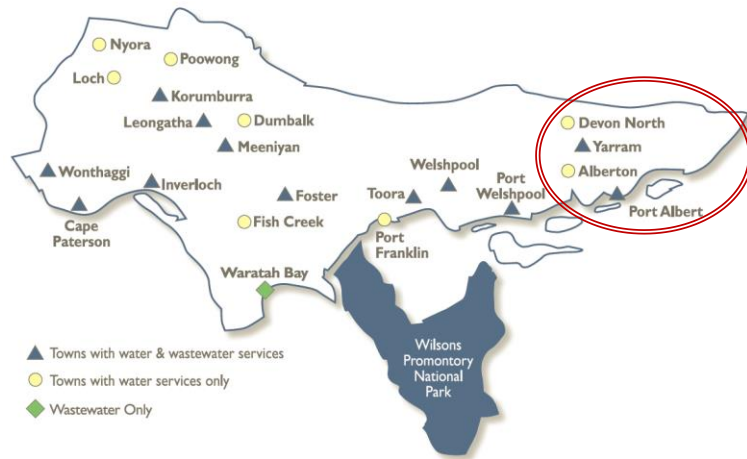 Nyora
Poowong
Loch
Korumburra
Leongatha
Dumbalk
Devon North
Meeniyan
Yarram
Wonthaggi
Welshpool
Port
Welshpool
Alberton
Inverloch
Foster
Toora
Port Albert
Cape
Paterson
Fish Creek
Port
Franklin
Waratah Bay
Wilsons
Promontory
National
Park
Towns with water & wastewater services
Towns with water services only
Wastewater Only